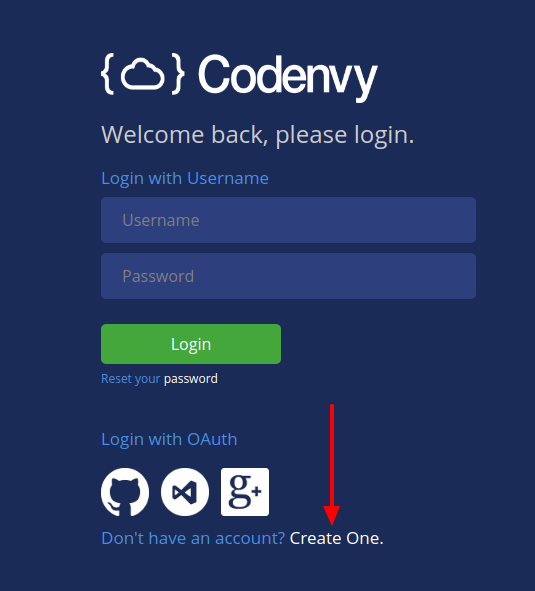 { } Codenvy
Welcome back, please login.
Login with Username
Username
Password
Login
Reset your password
Login with OAuth
g+
Don't have an account? Create One.